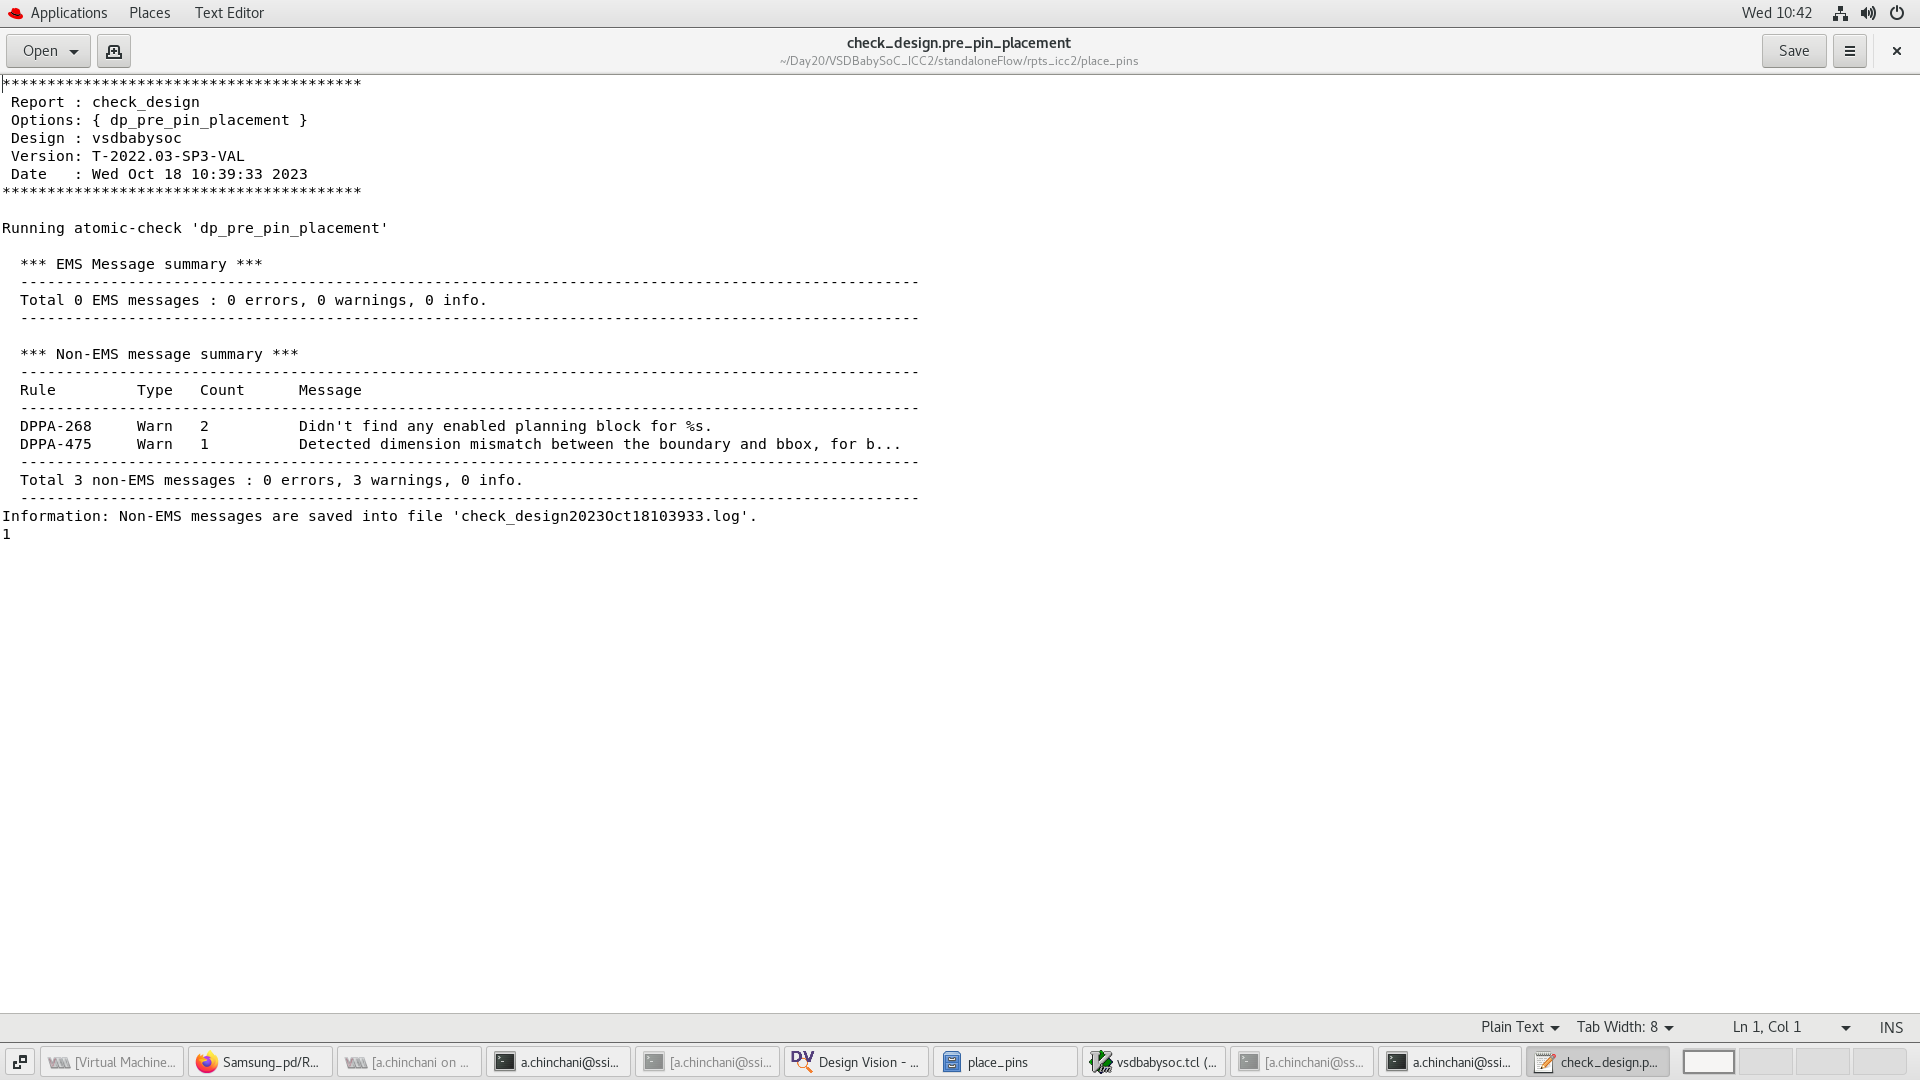 Applications Places Text Editor Wed 10:42
Open check_design.pre_pin_placement Save
~/Day20/VSDBabySoC_ICC2/standaloneFlow/rpts_icc2/place_pins
****************************************
 Report : check_design
 Options: { dp_pre_pin_placement }
 Design : vsdbabysoc
 Version: T-2022.03-SP3-VAL
 Date   : Wed Oct 18 10:39:33 2023
****************************************
Running atomic-check 'dp_pre_pin_placement'
  *** EMS Message summary ***
  ----------------------------------------------------------------------------------------------------
  Total 0 EMS messages : 0 errors, 0 warnings, 0 info.
  ----------------------------------------------------------------------------------------------------
  *** Non-EMS message summary ***
  ----------------------------------------------------------------------------------------------------
  Rule         Type   Count      Message
  ----------------------------------------------------------------------------------------------------
  DPPA-268     Warn   2          Didn't find any enabled planning block for %s.
  DPPA-475     Warn   1          Detected dimension mismatch between the boundary and bbox, for b...
  ----------------------------------------------------------------------------------------------------
  Total 3 non-EMS messages : 0 errors, 3 warnings, 0 info.
  ----------------------------------------------------------------------------------------------------
Information: Non-EMS messages are saved into file 'check_design2023Oct18103933.log'.
1
Plain Text Tab Width: 8 Ln 1, Col 1 INS
[Virtual Machine... Samsung_pd/R... [a.chinchani on ... a.chinchani@ssi... [a.chinchani@ssi... DV Design Vision - ... place_pins vsdbabysoc.tcl (... [a.chinchani@ss... a.chinchani@ssi... check_design.p...